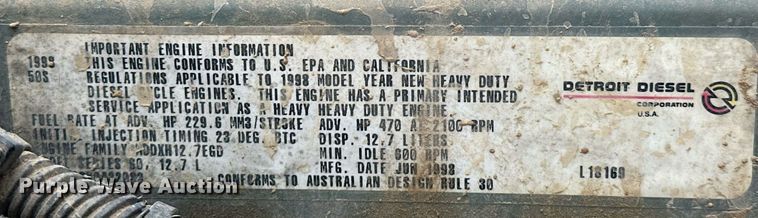 IMPORTANT ENGINE INFORMATION
1998 THIS ENGINE CONFORMS TO U.S. EPA AND CALIFORNIA
50S REGULATIONS APPLICABLE TO 1998 MODEL YEAR NEW HEAVY DUTY
DIESEL CYCLE ENGINES. THIS ENGINE HAS A PRIMARY INTENDED
SERVICE APPLICATION AS A HEAVY HEAVY DUTY ENGINE.
FUEL RATE AT ADV. HP 229.6 MM3/STROKE ADV. HP 470 AT 2100 RPM
INJECTION TIMING 23 DEG. BTC DISP. 12.7 LITERS
ENGINE FAMILY MIN. IDLE 600 RPM
SERIES 60, 12.7 L MFG. DATE JUN 1998
CONFORMS TO AUSTRALIAN DESIGN RULE 30
DETROIT DIESEL
CORPORATION
U.S.A.
L18169
Purple Wave Auction